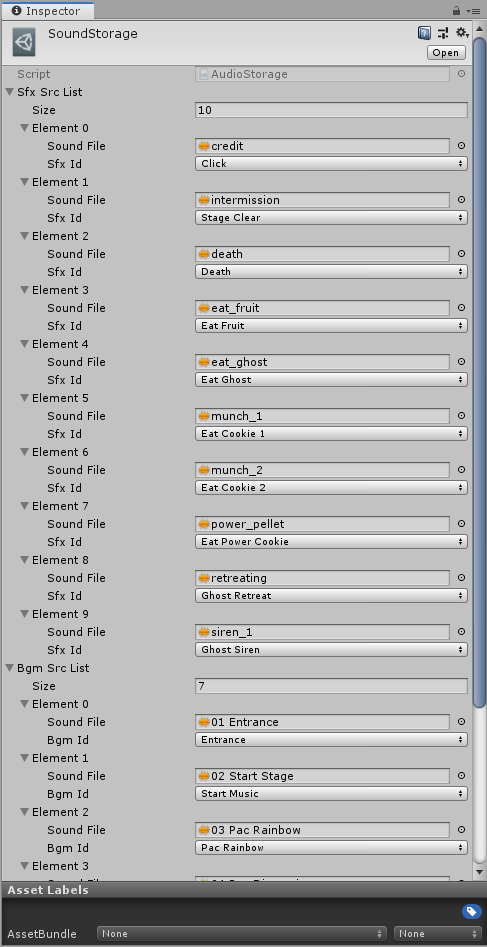 Inspector
SoundStorage
Open
Script AudioStorage
Sfx Src List
Size 10
Element 0
Sound File credit
Sfx Id Click
Element 1
Sound File intermission
Sfx Id Stage Clear
Element 2
Sound File death
Sfx Id Death
Element 3
Sound File eat_fruit
Sfx Id Eat Fruit
Element 4
Sound File eat_ghost
Sfx Id Eat Ghost
Element 5
Sound File munch_1
Sfx Id Eat Cookie 1
Element 6
Sound File munch_2
Sfx Id Eat Cookie 2
Element 7
Sound File power_pellet
Sfx Id Eat Power Cookie
Element 8
Sound File retreating
Sfx Id Ghost Retreat
Element 9
Sound File siren_1
Sfx Id Ghost Siren
Bgm Src List
Size 7
Element 0
Sound File 01 Entrance
Bgm Id Entrance
Element 1
Sound File 02 Start Stage
Bgm Id Start Music
Element 2
Sound File 03 Pac Rainbow
Bgm Id Pac Rainbow
Element 3
Asset Labels
AssetBundle None None